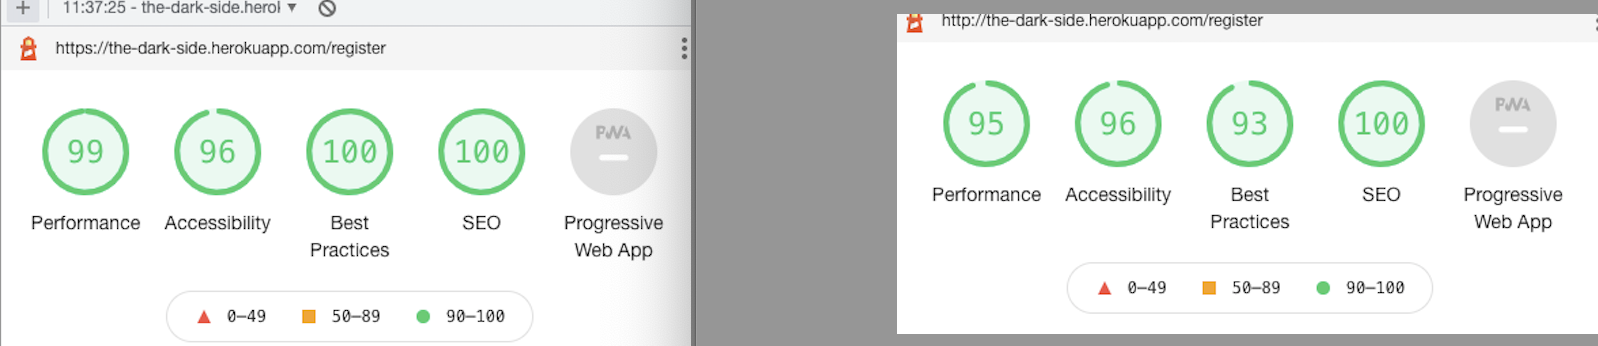 11:37:25 - the-dark-side.herol
https://the-dark-side.herokuapp.com/register
99
96
100
100
PWA
Performance
Accessibility
Best
Practices
SEO
Progressive
Web App
0–49
50–89
90–100
http://the-dark-side.herokuapp.com/register
95
96
93
100
PWA
Performance
Accessibility
Best
Practices
SEO
Progressive
Web App
0–49
50–89
90–100